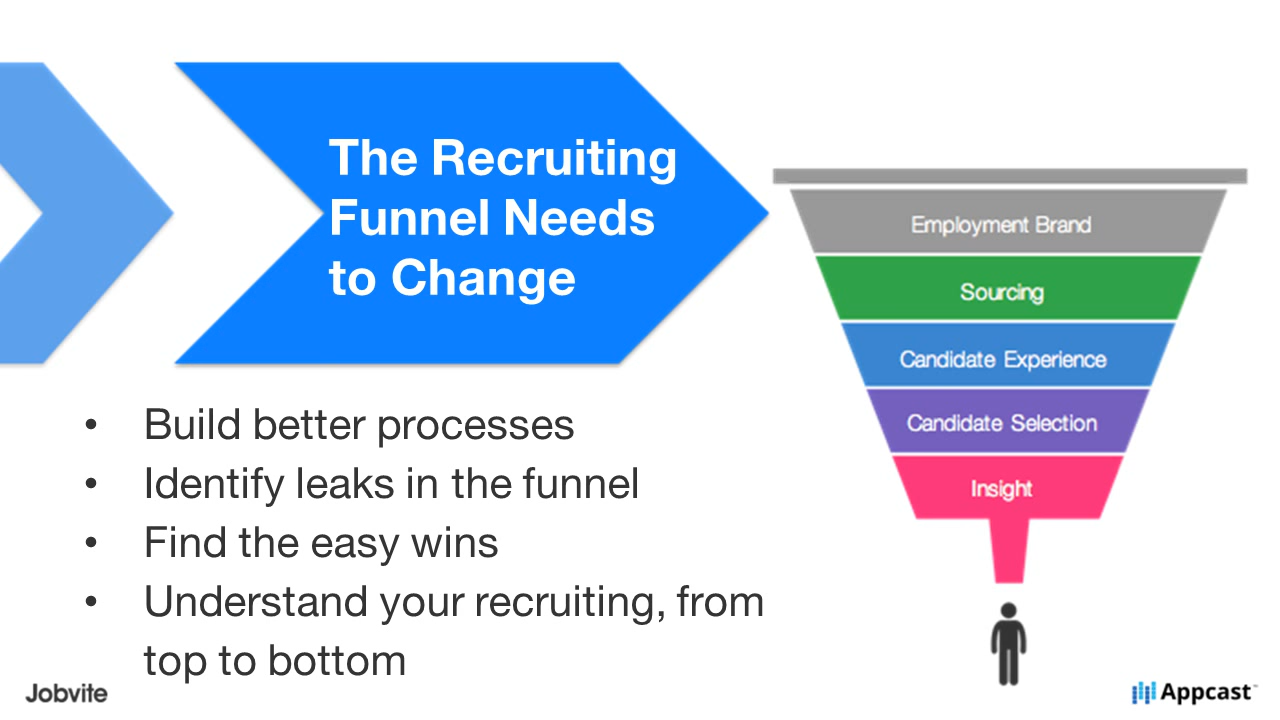 The Recruiting
Funnel Needs
to Change
Employment Brand
Sourcing
Candidate Experience
Candidate Selection
Insight
• Build better processes
• Identify leaks in the funnel
• Find the easy wins
• Understand your recruiting, from
top to bottom
Jobvite
Appcast™